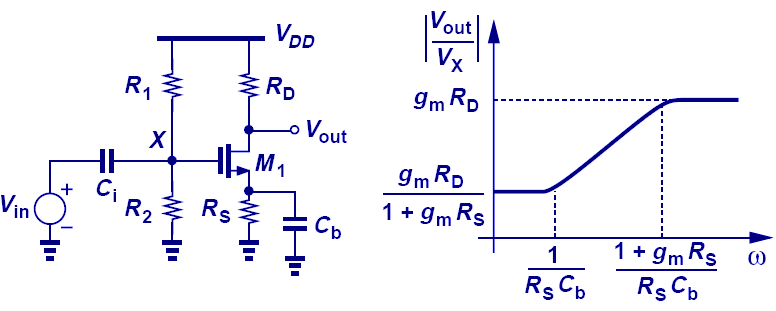 V_DD
R_1
R_D
V_out
X
M_1
C_i
V_in
+
–
R_2
R_S
C_b
|V_out / V_X|
g_m R_D
g_m R_D / 1 + g_m R_S
1 / R_S C_b
1 + g_m R_S / R_S C_b
ω